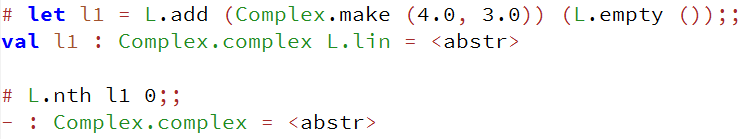 # let l1 = L.add (Complex.make (4.0, 3.0)) (L.empty ());;
val l1 : Complex.complex L.lin = <abstr>
# L.nth l1 0;;
- : Complex.complex = <abstr>